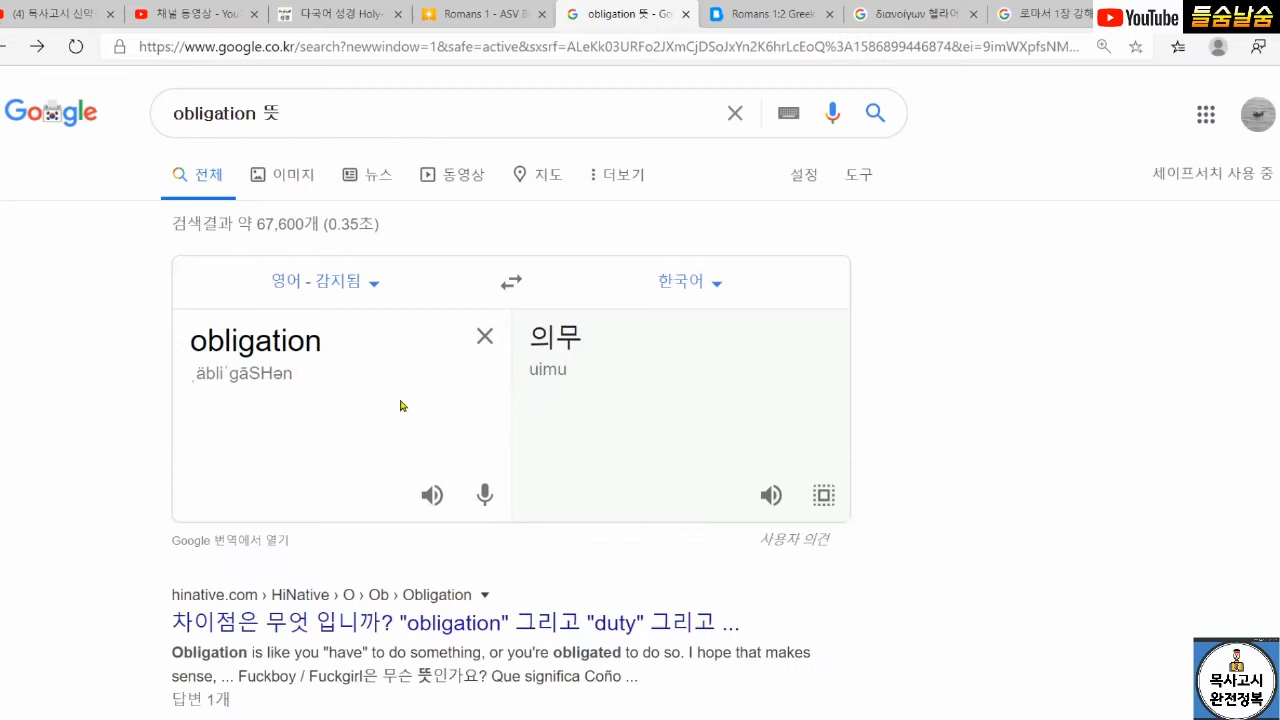 (4) 목사고시 신약
채널 동영상 - You
다국어 성경 Holy-
Romans
obligation 뜻 - Go
Romans 1:2 Greek
διανοίγων 헬라
로마서 1장 강해
YouTube
들숨날숨
https://www.google.co.kr/search?newwindow=1&safe=active&sxsrf=ALeKk03URFo2JXmCjDSoJxYn2K6hrLcEoQ%3A1586899446874&ei=9imWXpfsNM...
Google
obligation 뜻
전체
이미지
뉴스
동영상
지도
더보기
설정
도구
세이프서치 사용 중
검색결과 약 67,600개 (0.35초)
영어 - 감지됨
한국어
obligation
ˌäbliˈgāSHən
의무
uimu
Google 번역에서 열기
사용자 의견
hinative.com › HiNative › O › Ob › Obligation
차이점은 무엇 입니까? "obligation" 그리고 "duty" 그리고 ...
Obligation is like you "have" to do something, or you're obligated to do so. I hope that makes
sense, ... Fuckboy / Fuckgirl은 무슨 뜻인가요? Que significa Coño ...
답변 1개
목사고시
완전정복